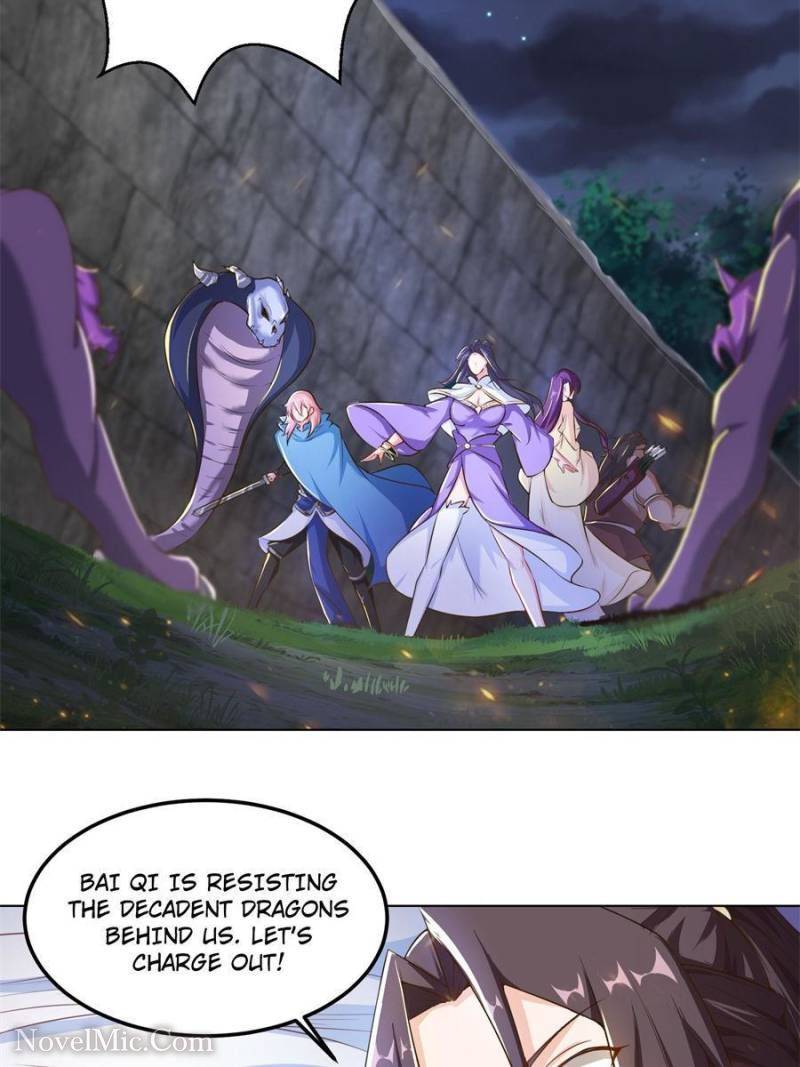 BAI QI IS RESISTING
THE DECADENT DRAGONS
BEHIND US. LET'S
CHARGE OUT!
NovelMic.Com